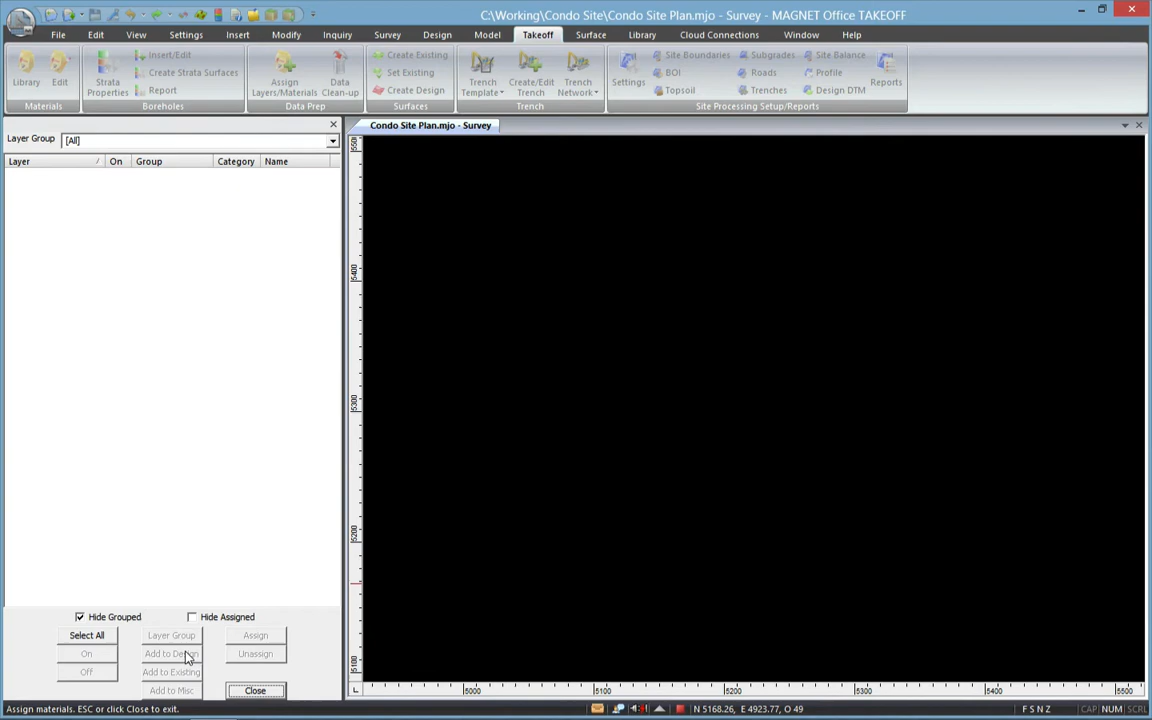 C:\Working\Condo Site\Condo Site Plan.mjo - Survey - MAGNET Office TAKEOFF
File Edit View Settings Insert Modify Inquiry Survey Design Model Takeoff Surface Library Cloud Connections Window Help
Library
Edit
Materials
Strata Properties
Insert/Edit
Create Strata Surfaces
Report
Boreholes
Assign Layers/Materials
Data Clean-up
Data Prep
Create Existing
Set Existing
Create Design
Surfaces
Trench Template
Create/Edit Trench
Trench Network
Trench
Settings
Site Boundaries
BOI
Topsoil
Subgrades
Roads
Trenches
Site Balance
Profile
Design DTM
Reports
Site Processing Setup/Reports
Layer Group [All]
Layer / On Group Category Name
Condo Site Plan.mjo - Survey
5400
5300
5200
5100
5000 5100 5200 5300 5400 5500
Hide Grouped Hide Assigned
Select All Layer Group Assign
On Add to Design Unassign
Off Add to Existing
Add to Misc Close
Assign materials. ESC or click Close to exit.
N 5168.26, E 4923.77, O 49
F S N Z
CAP NUM SCRL